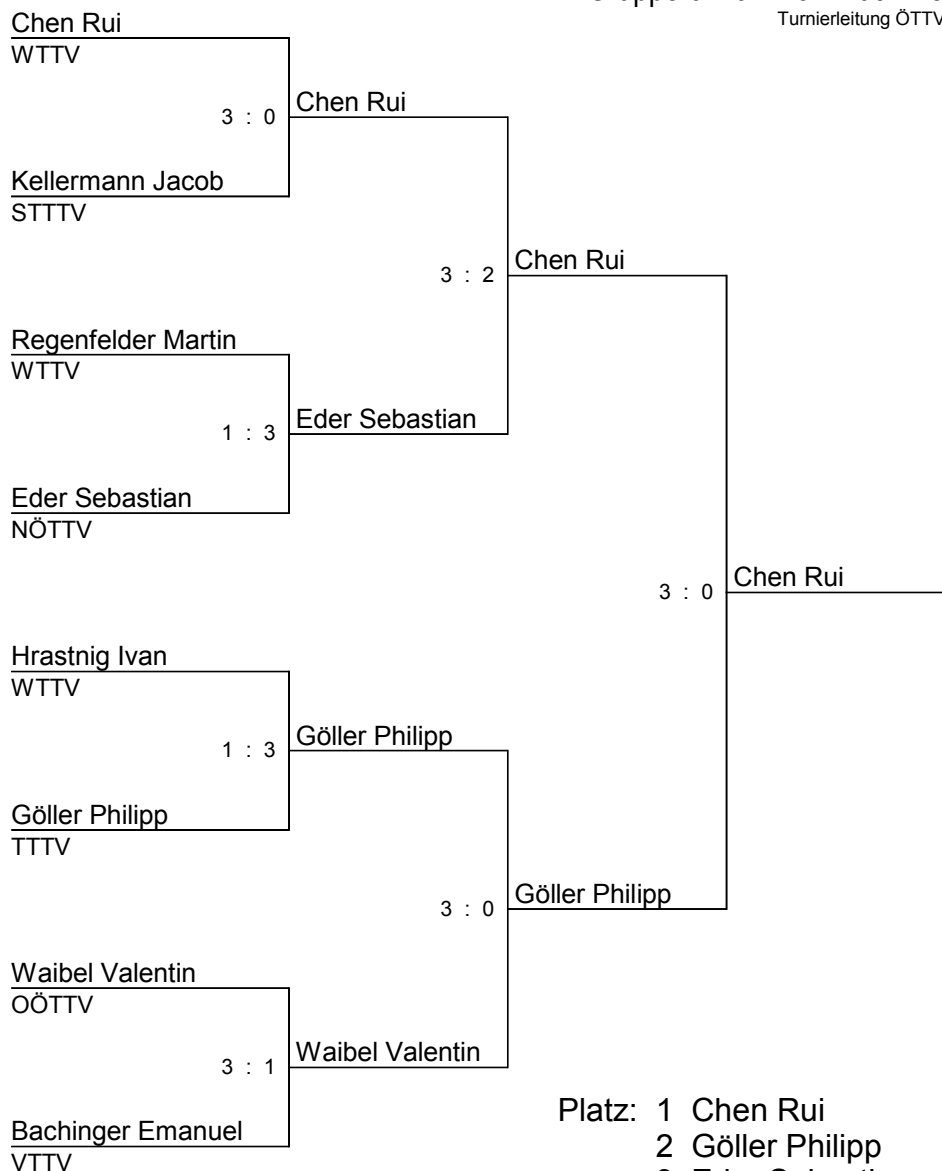 Turnierleitung ÖTTV
Chen Rui
WTTV
3 : 0
Chen Rui
Kellermann Jacob
STTTV
3 : 2
Chen Rui
Regenfelder Martin
WTTV
1 : 3
Eder Sebastian
Eder Sebastian
NÖTTV
3 : 0
Chen Rui
Hrastnig Ivan
WTTV
1 : 3
Göller Philipp
Göller Philipp
TTTV
3 : 0
Göller Philipp
Waibel Valentin
OÖTTV
3 : 1
Waibel Valentin
Bachinger Emanuel
VTTV
Platz: 1 Chen Rui
2 Göller Philipp